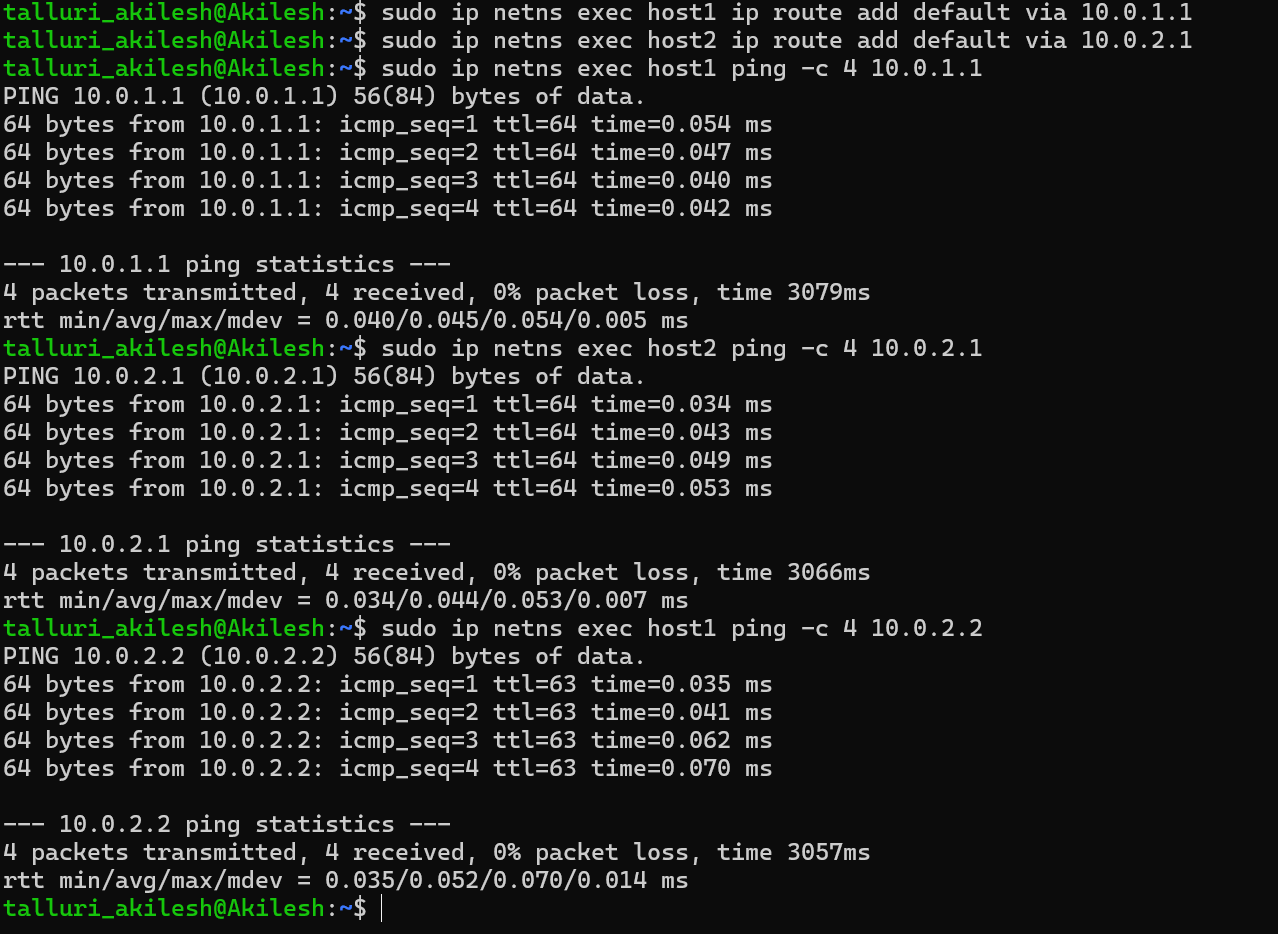 talluri_akilesh@Akilesh:~$ sudo ip netns exec host1 ip route add default via 10.0.1.1
talluri_akilesh@Akilesh:~$ sudo ip netns exec host2 ip route add default via 10.0.2.1
talluri_akilesh@Akilesh:~$ sudo ip netns exec host1 ping -c 4 10.0.1.1
PING 10.0.1.1 (10.0.1.1) 56(84) bytes of data.
64 bytes from 10.0.1.1: icmp_seq=1 ttl=64 time=0.054 ms
64 bytes from 10.0.1.1: icmp_seq=2 ttl=64 time=0.047 ms
64 bytes from 10.0.1.1: icmp_seq=3 ttl=64 time=0.040 ms
64 bytes from 10.0.1.1: icmp_seq=4 ttl=64 time=0.042 ms

--- 10.0.1.1 ping statistics ---
4 packets transmitted, 4 received, 0% packet loss, time 3079ms
rtt min/avg/max/mdev = 0.040/0.045/0.054/0.005 ms
talluri_akilesh@Akilesh:~$ sudo ip netns exec host2 ping -c 4 10.0.2.1
PING 10.0.2.1 (10.0.2.1) 56(84) bytes of data.
64 bytes from 10.0.2.1: icmp_seq=1 ttl=64 time=0.034 ms
64 bytes from 10.0.2.1: icmp_seq=2 ttl=64 time=0.043 ms
64 bytes from 10.0.2.1: icmp_seq=3 ttl=64 time=0.049 ms
64 bytes from 10.0.2.1: icmp_seq=4 ttl=64 time=0.053 ms

--- 10.0.2.1 ping statistics ---
4 packets transmitted, 4 received, 0% packet loss, time 3066ms
rtt min/avg/max/mdev = 0.034/0.044/0.053/0.007 ms
talluri_akilesh@Akilesh:~$ sudo ip netns exec host1 ping -c 4 10.0.2.2
PING 10.0.2.2 (10.0.2.2) 56(84) bytes of data.
64 bytes from 10.0.2.2: icmp_seq=1 ttl=63 time=0.035 ms
64 bytes from 10.0.2.2: icmp_seq=2 ttl=63 time=0.041 ms
64 bytes from 10.0.2.2: icmp_seq=3 ttl=63 time=0.062 ms
64 bytes from 10.0.2.2: icmp_seq=4 ttl=63 time=0.070 ms

--- 10.0.2.2 ping statistics ---
4 packets transmitted, 4 received, 0% packet loss, time 3057ms
rtt min/avg/max/mdev = 0.035/0.052/0.070/0.014 ms
talluri_akilesh@Akilesh:~$